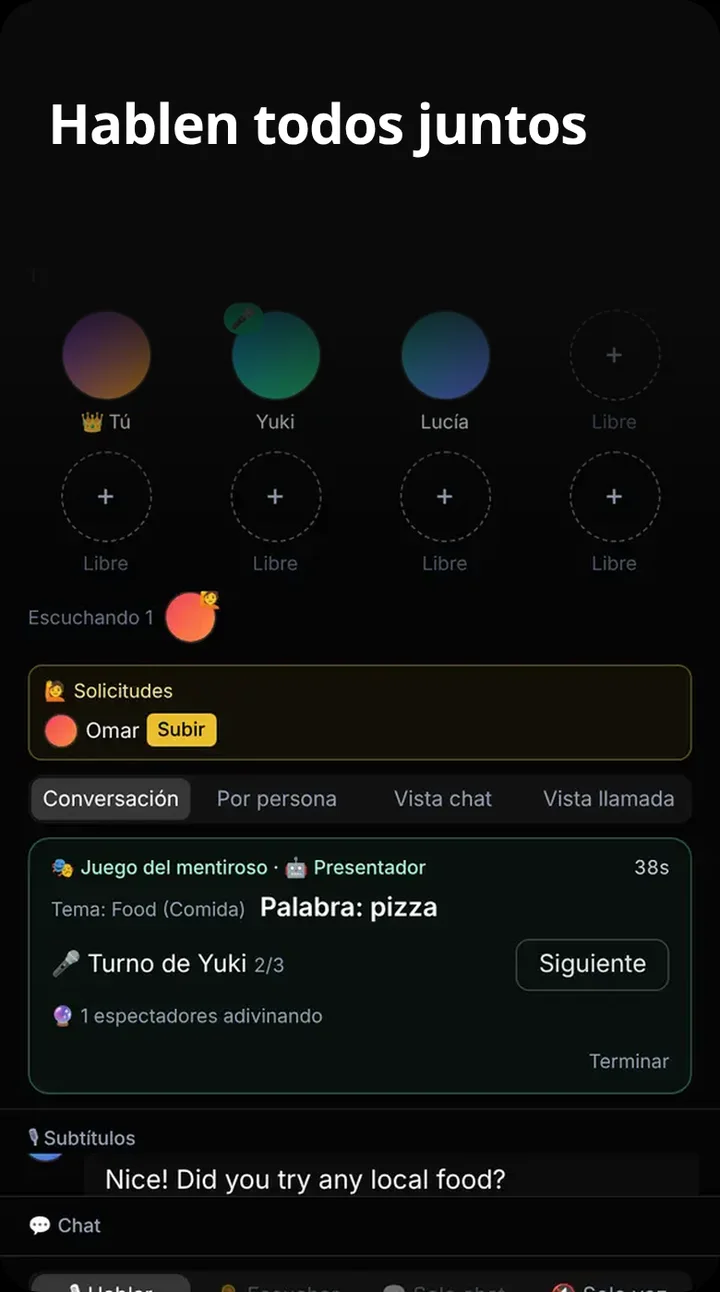 Hablen todos juntos
👑 Tú
Yuki
Lucía
Libre
Libre
Libre
Libre
Libre
Escuchando 1
🙋 Solicitudes
Omar Subir
Conversación Por persona Vista chat Vista llamada
🎭 Juego del mentiroso · 🤖 Presentador 38s
Tema: Food (Comida) Palabra: pizza
🎤 Turno de Yuki 2/3 Siguiente
🔮 1 espectadores adivinando
Terminar
🎙 Subtítulos
Nice! Did you try any local food?
💬 Chat